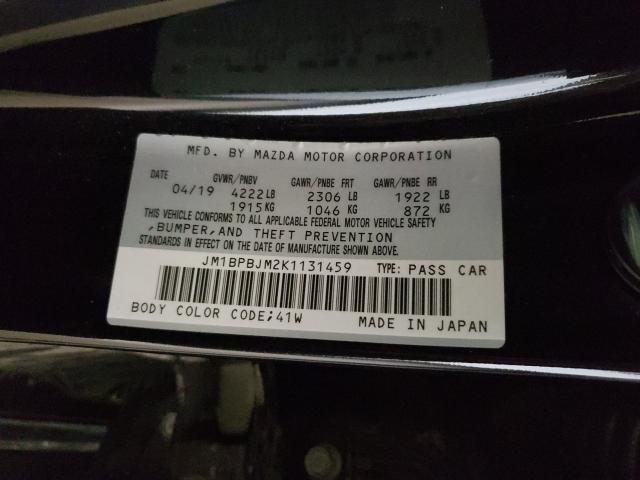 MFD. BY MAZDA MOTOR CORPORATION
DATE GVWR/PNBV GAWR/PNBE FRT GAWR/PNBE RR
04/19 4222 LB 2306 LB 1922 LB
1915 KG 1046 KG 872 KG
THIS VEHICLE CONFORMS TO ALL APPLICABLE FEDERAL MOTOR VEHICLE SAFETY
,BUMPER,AND THEFT PREVENTION
STANDARDS IN EFFECT ON THE DATE OF MANUFACTURE SHOWN ABOVE.
JM1BPBJM2K1131459 TYPE: PASS CAR
BODY COLOR CODE;41W MADE IN JAPAN